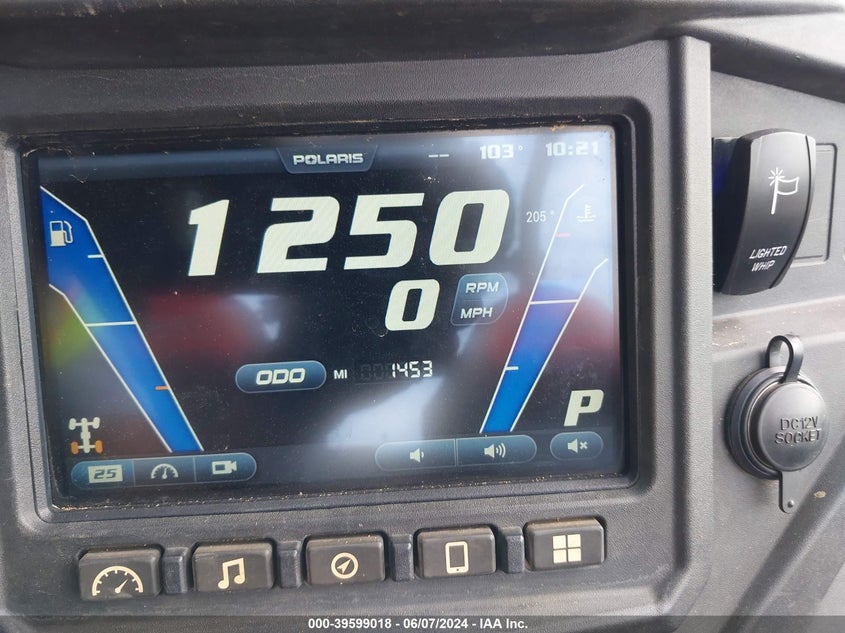 POLARIS -- 103° 10:21
1250
205°
0
RPM
MPH
ODO MI 1453
P
25
LIGHTED
WHIP
DC12V
SOCKET
000-39599018 - 06/07/2024 - IAA Inc.